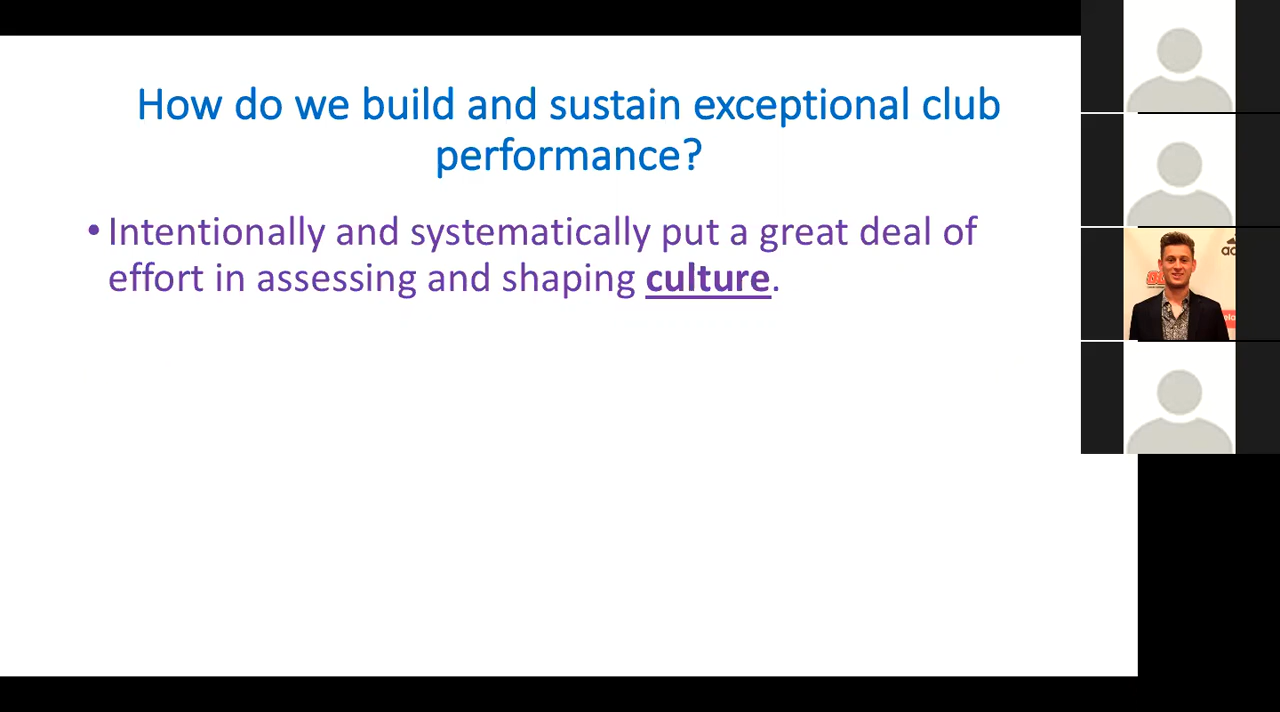 How do we build and sustain exceptional club
performance?
• Intentionally and systematically put a great deal of
effort in assessing and shaping culture.